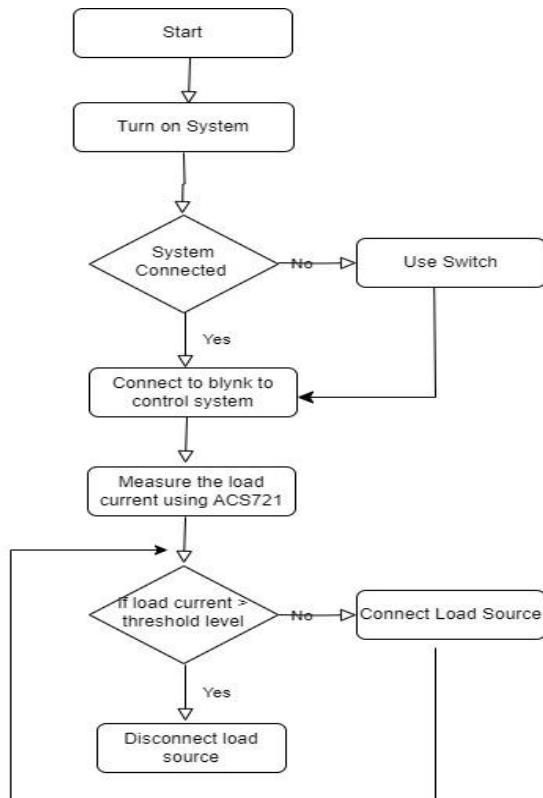 Start
Turn on System
System
Connected
No
Use Switch
Yes
Connect to blynk to
control system
Measure the load
current using ACS721
If load current >
threshold level
No
Connect Load Source
Yes
Disconnect load
source